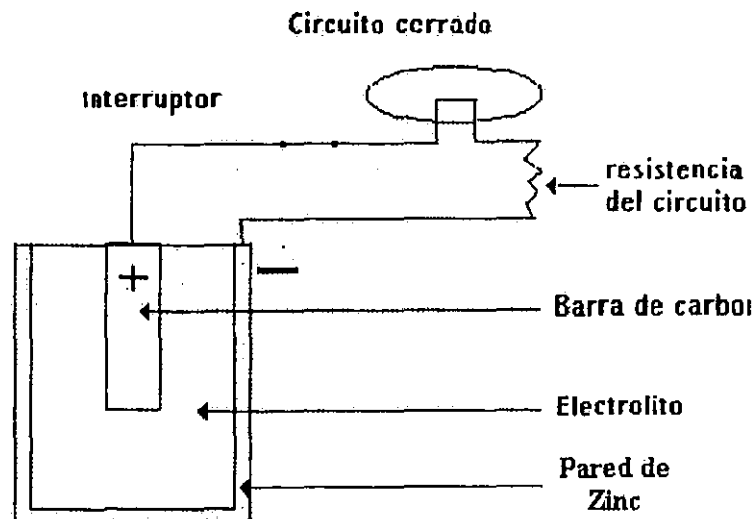 Circuito cerrado
Interruptor
resistencia
del circuito
+
—
Barra de carbon
Electrolito
Pared de
Zinc